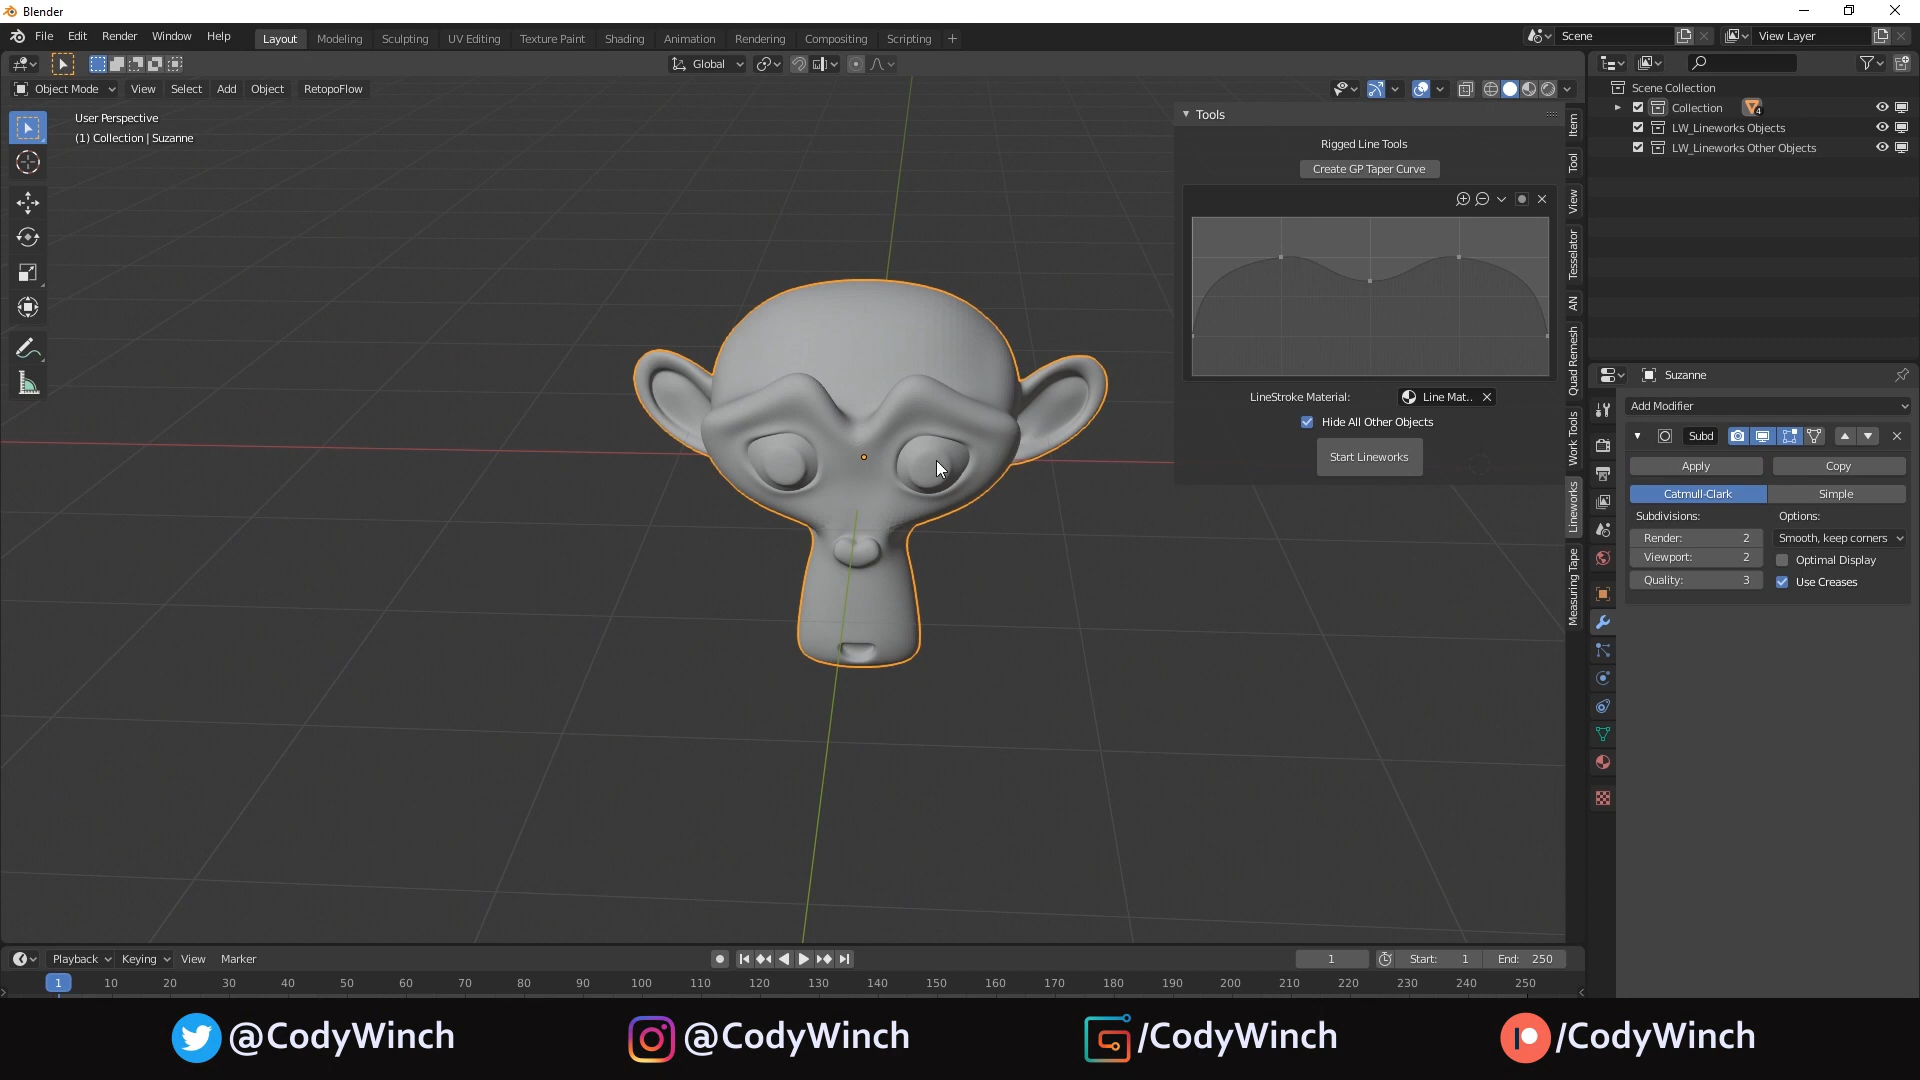 Blender
File Edit Render Window Help Layout Modeling Sculpting UV Editing Texture Paint Shading Animation Rendering Compositing Scripting + Scene View Layer
Global
Object Mode View Select Add Object RetopoFlow
User Perspective
(1) Collection | Suzanne
Tools
Rigged Line Tools
Create GP Taper Curve
LineStroke Material: Line Mat..
Hide All Other Objects
Start Lineworks
Item
Tool
View
Tesselator
AN
Quad Remesh
Work Tools
Lineworks
Measuring Tape
Scene Collection
Collection 4
LW_Lineworks Objects
LW_Lineworks Other Objects
Suzanne
Add Modifier
Subd
Apply Copy
Catmull-Clark Simple
Subdivisions: Options:
Render: 2 Smooth, keep corners
Viewport: 2 Optimal Display
Quality: 3 Use Creases
Playback Keying View Marker 1 Start: 1 End: 250
1 10 20 30 40 50 60 70 80 90 100 110 120 130 140 150 160 170 180 190 200 210 220 230 240 250
@CodyWinch @CodyWinch /CodyWinch /CodyWinch